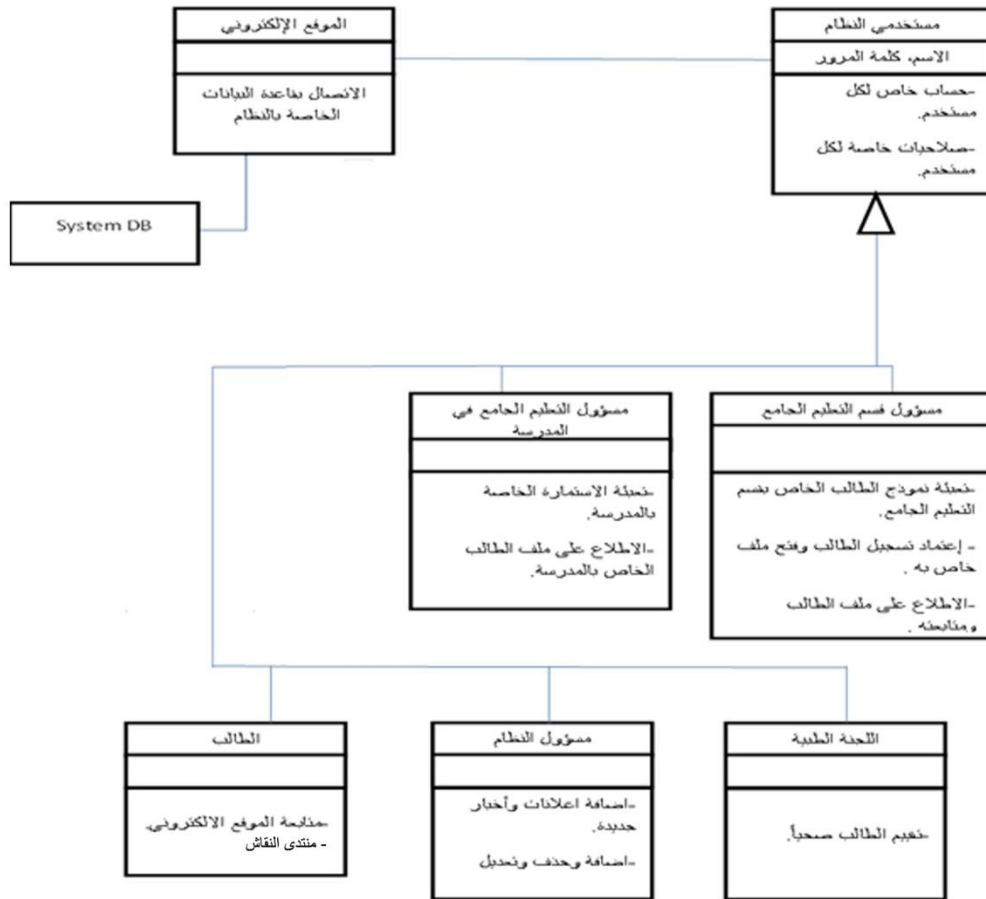 مستخدمي النظام
الاسم، كلمة المرور
-حساب خاص لكل
مستخدم.
-صلاحيات خاصة لكل
مستخدم.
الموقع الإلكتروني
الاتصال بقاعدة البيانات
الخاصة بالنظام
System DB
مسؤول قسم التعليم الجامع
-تعبئة نموذج الطالب الخاص بقسم
التعليم الجامع.
- إعتماد تسجيل الطالب وفتح ملف
خاص به .
-الاطلاع على ملف الطالب
ومتابعته .
مسؤول التعليم الجامع في
المدرسة
-تعبئة الاستمارة الخاصة
بالمدرسة.
-الاطلاع على ملف الطالب
الخاص بالمدرسة.
اللجنة الطبية
-تقييم الطالب صحياً.
مسؤول النظام
-اضافة اعلانات وأخبار
جديدة.
-اضافة وحذف وتعديل
الطالب
-متابعة الموقع الالكتروني.
- منتدى النقاش